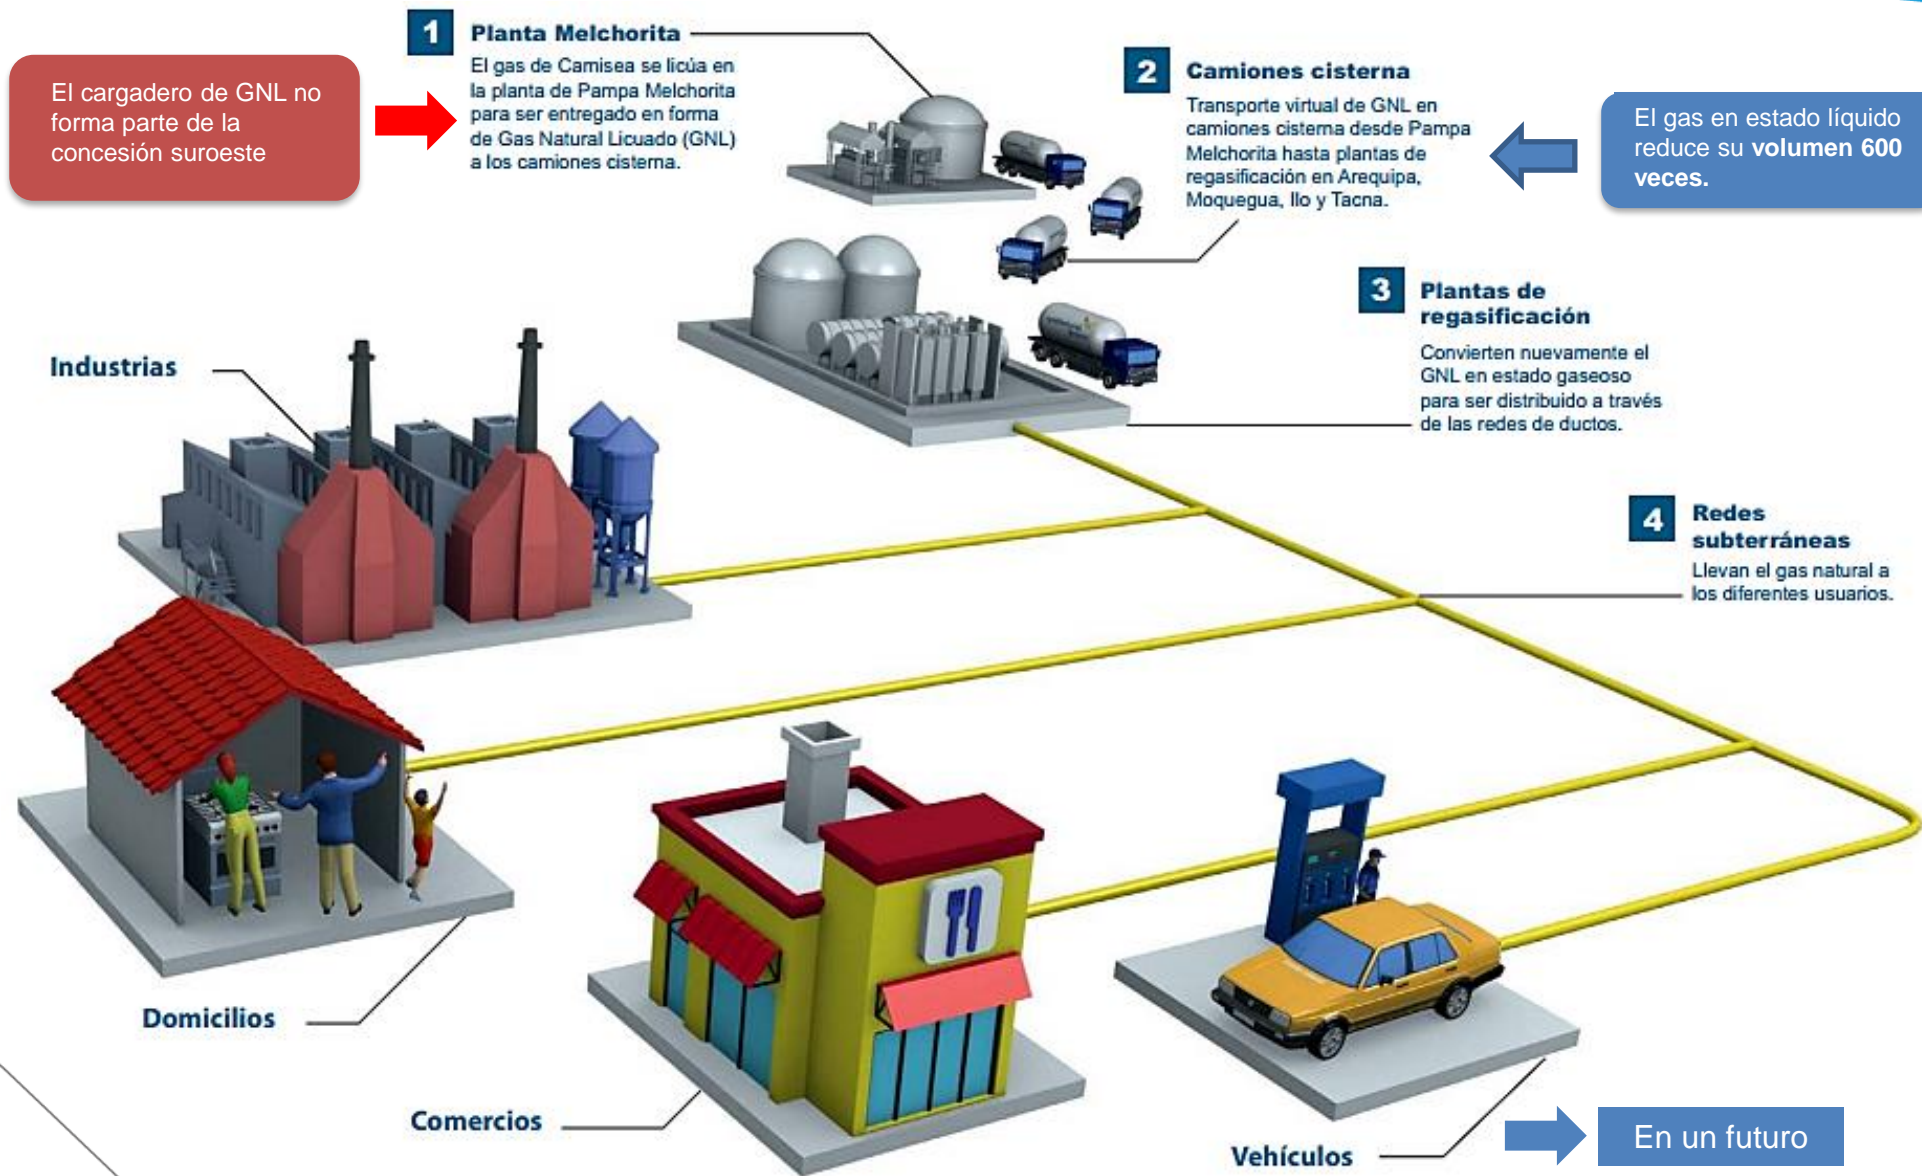 El cargadero de GNL no
forma parte de la
concesión suroeste
1
Planta Melchorita
El gas de Camisea se licúa en
la planta de Pampa Melchorita
para ser entregado en forma
de Gas Natural Licuado (GNL)
a los camiones cisterna.
2
Camiones cisterna
Transporte virtual de GNL en
camiones cisterna desde Pampa
Melchorita hasta plantas de
regasificación en Arequipa,
Moquegua, Ilo y Tacna.
El gas en estado líquido
reduce su volumen 600
veces.
3
Plantas de
regasificación
Convierten nuevamente el
GNL en estado gaseoso
para ser distribuido a través
de las redes de ductos.
Industrias
4
Redes
subterráneas
Llevan el gas natural a
los diferentes usuarios.
Domicilios
Comercios
Vehículos
En un futuro